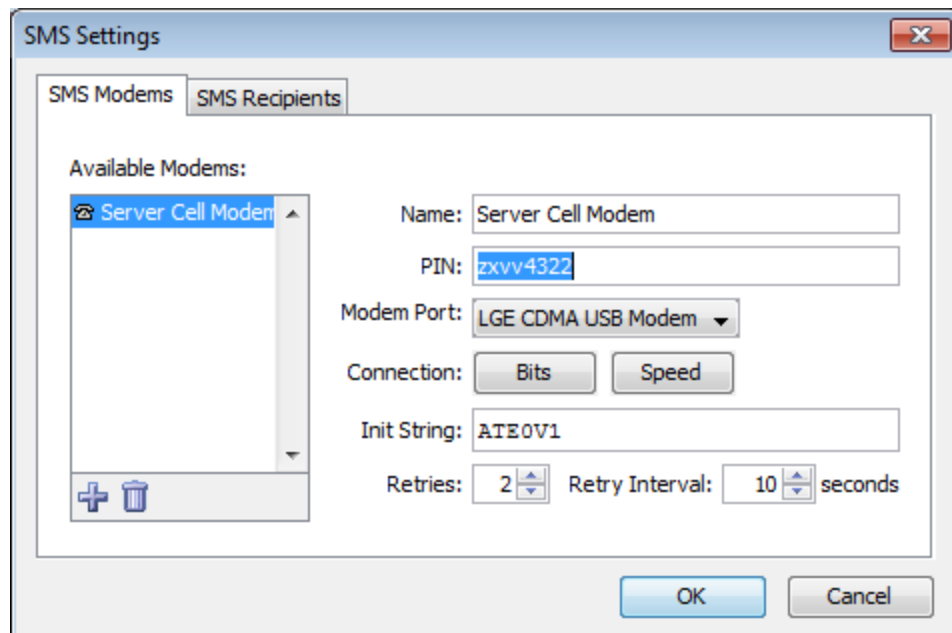 SMS Settings
SMS Modems SMS Recipients
Available Modems:
Server Cell Modem
Name: Server Cell Modem
PIN: zxvv4322
Modem Port: LGE CDMA USB Modem
Connection: Bits Speed
Init String: ATE0V1
Retries: 2 Retry Interval: 10 seconds
OK Cancel